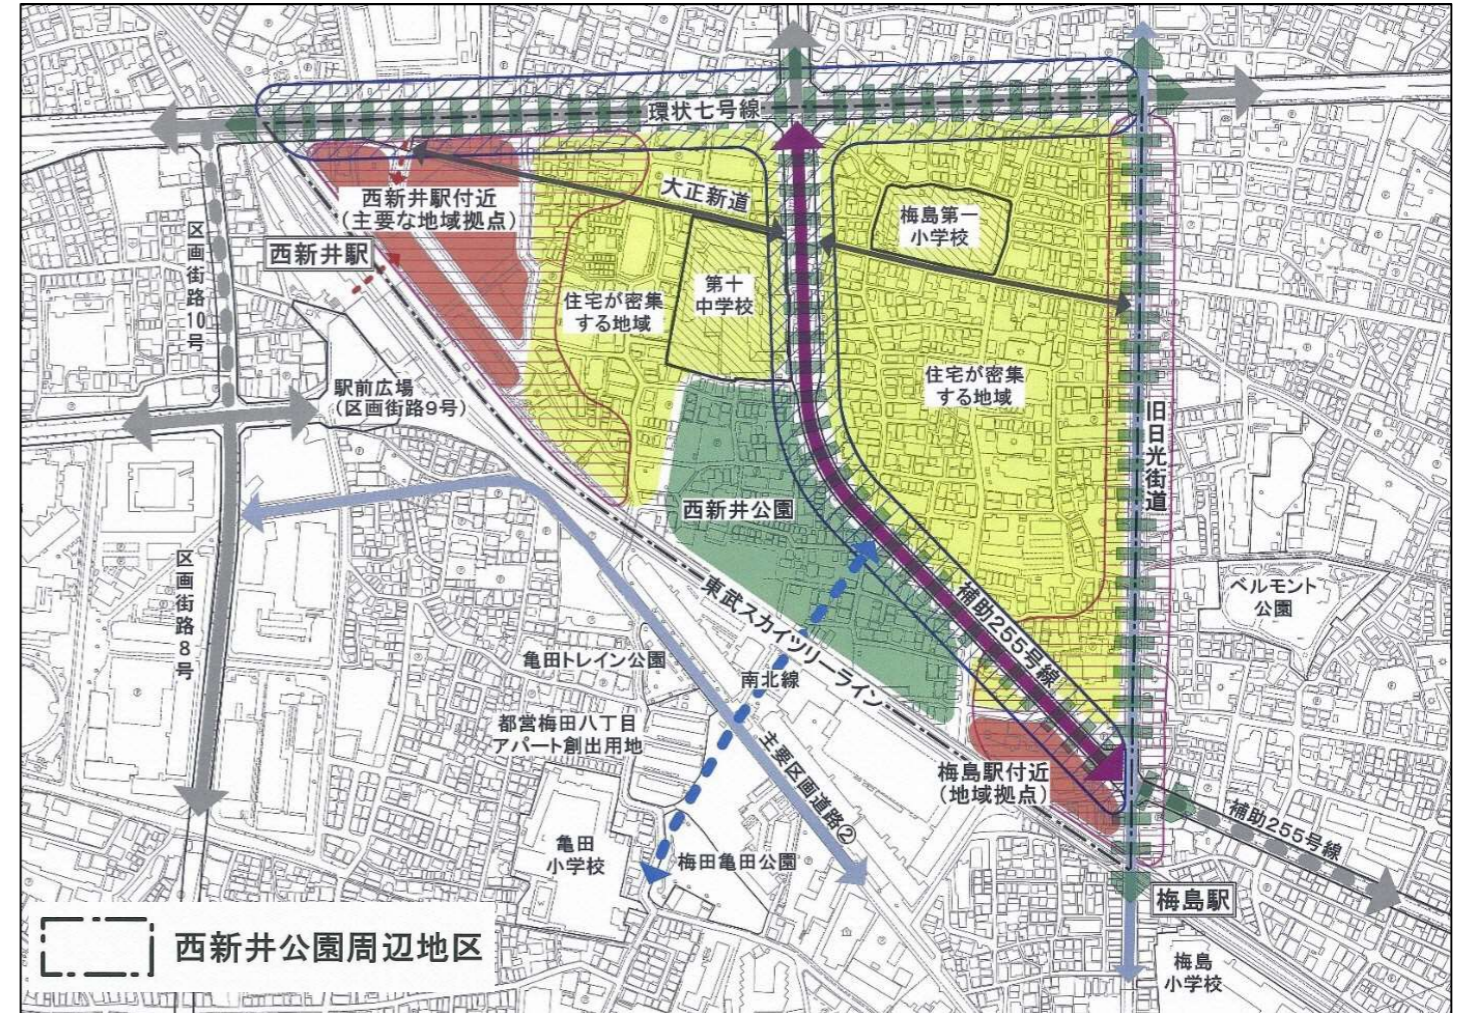 環状七号線
大正新道
西新井駅付近
(主要な地域拠点)
梅島第一
小学校
区画街路10号
西新井駅
第十
中学校
住宅が密集
する地域
住宅が密集
する地域
駅前広場
(区画街路9号)
旧日光街道
西新井公園
区画街路8号
ベルモント
公園
東武スカイツリーライン
補助255号線
亀田トレイン公園
南北線
都営梅田八丁目
アパート創出用地
主要区画道路②
梅島駅付近
(地域拠点)
補助255号線
亀田
小学校
梅田亀田公園
梅島駅
西新井公園周辺地区
梅島
小学校